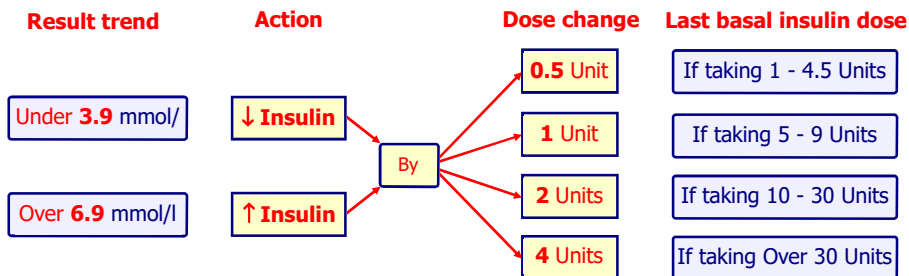 Result trend Action Dose change Last basal insulin dose
0.5 Unit If taking 1 - 4.5 Units
Under 3.9 mmol/ ↓ Insulin
1 Unit If taking 5 - 9 Units
By
2 Units If taking 10 - 30 Units
Over 6.9 mmol/l ↑ Insulin
4 Units If taking Over 30 Units